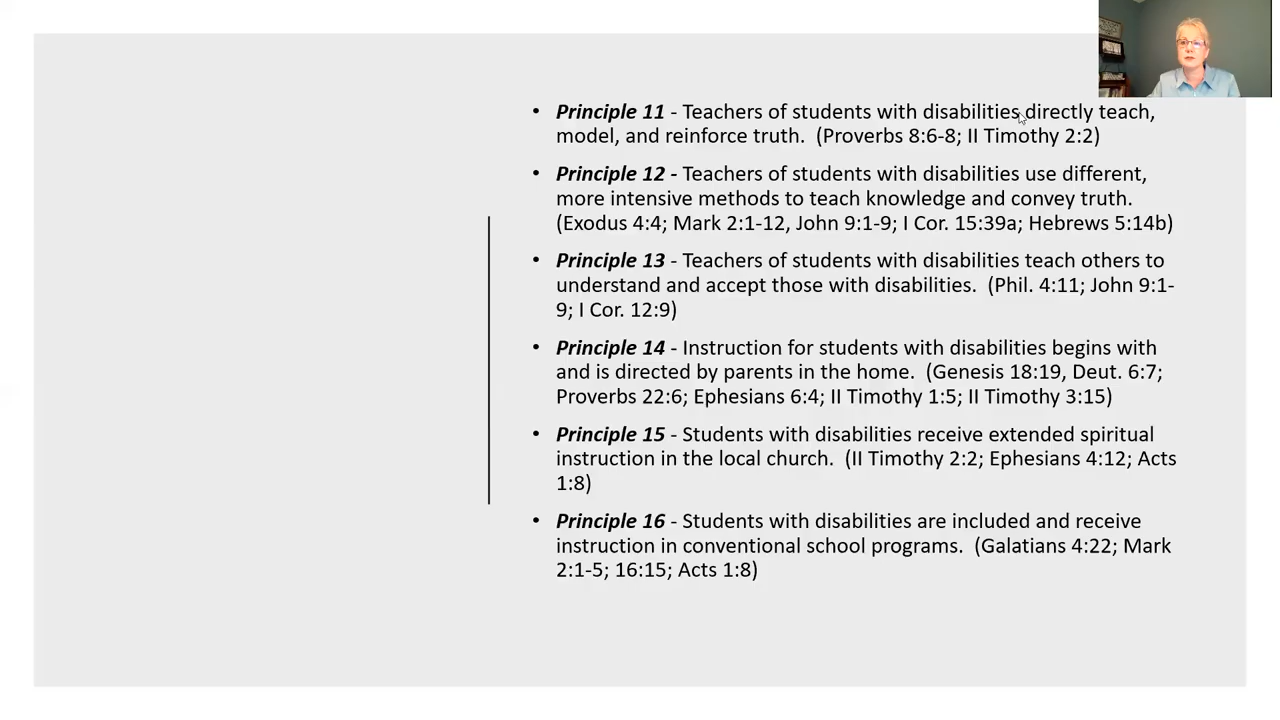 • Principle 11 - Teachers of students with disabilities directly teach,
model, and reinforce truth.  (Proverbs 8:6-8; II Timothy 2:2)
• Principle 12 - Teachers of students with disabilities use different,
more intensive methods to teach knowledge and convey truth.
(Exodus 4:4; Mark 2:1-12, John 9:1-9; I Cor. 15:39a; Hebrews 5:14b)
• Principle 13 - Teachers of students with disabilities teach others to
understand and accept those with disabilities.  (Phil. 4:11; John 9:1-
9; I Cor. 12:9)
• Principle 14 - Instruction for students with disabilities begins with
and is directed by parents in the home.  (Genesis 18:19, Deut. 6:7;
Proverbs 22:6; Ephesians 6:4; II Timothy 1:5; II Timothy 3:15)
• Principle 15 - Students with disabilities receive extended spiritual
instruction in the local church.  (II Timothy 2:2; Ephesians 4:12; Acts
1:8)
• Principle 16 - Students with disabilities are included and receive
instruction in conventional school programs.  (Galatians 4:22; Mark
2:1-5; 16:15; Acts 1:8)